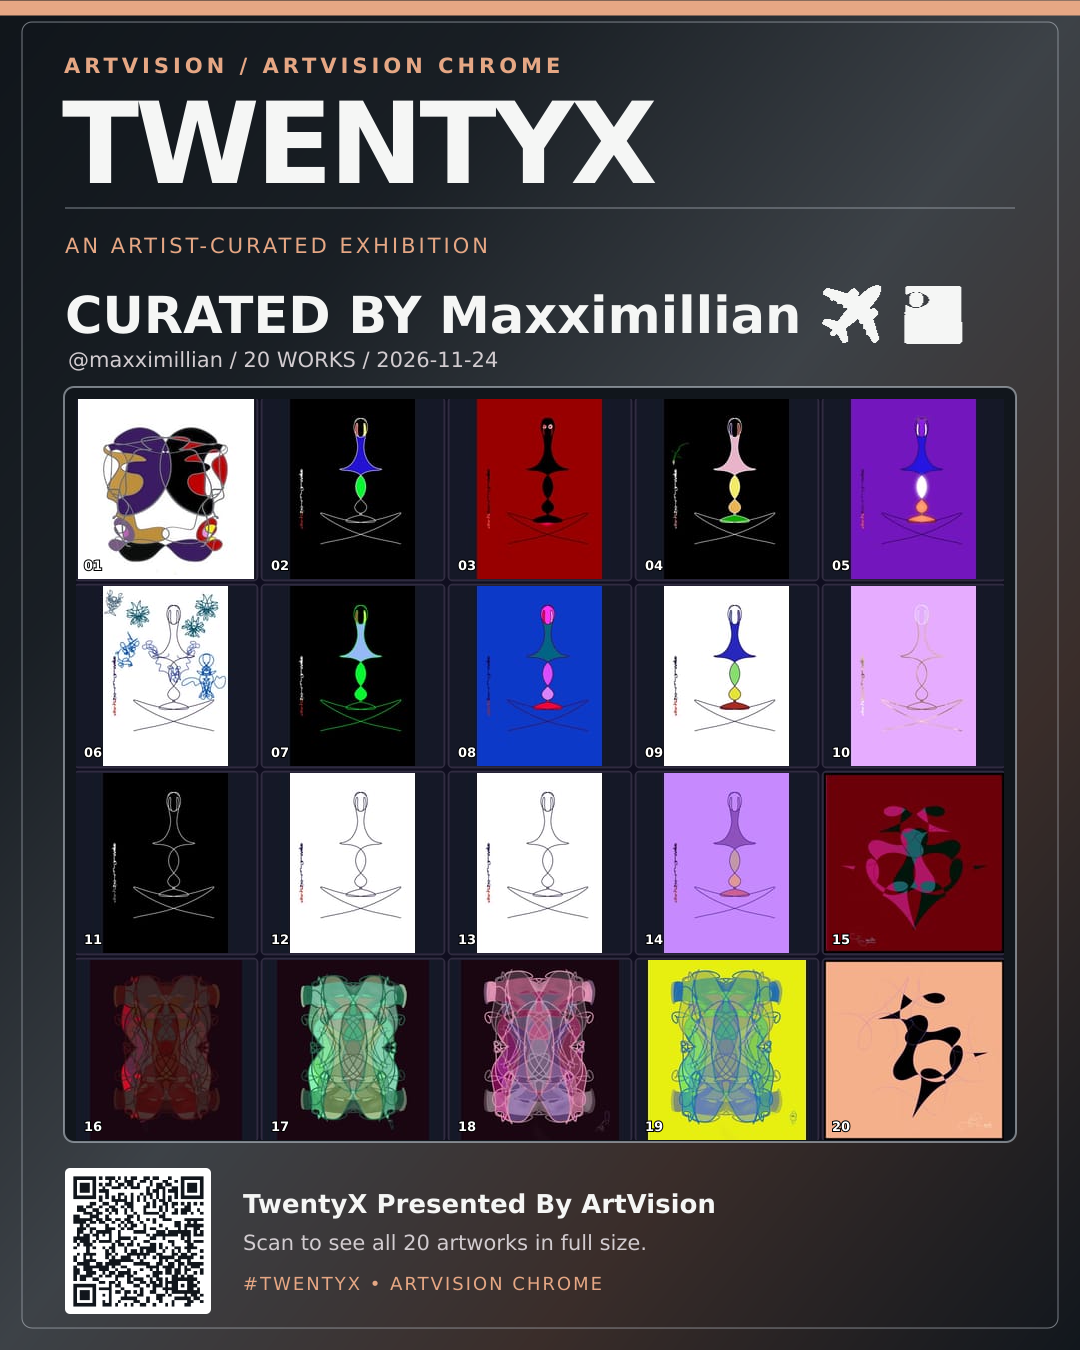 ARTVISION / ARTVISION CHROME
TWENTYX
AN ARTIST-CURATED EXHIBITION
CURATED BY Maxximillian
@maxximillian / 20 WORKS / 2026-11-24
01
02
03
04
05
06
07
08
09
10
11
12
13
14
15
16
17
18
19
20
TwentyX Presented By ArtVision
Scan to see all 20 artworks in full size.
#TWENTYX • ARTVISION CHROME